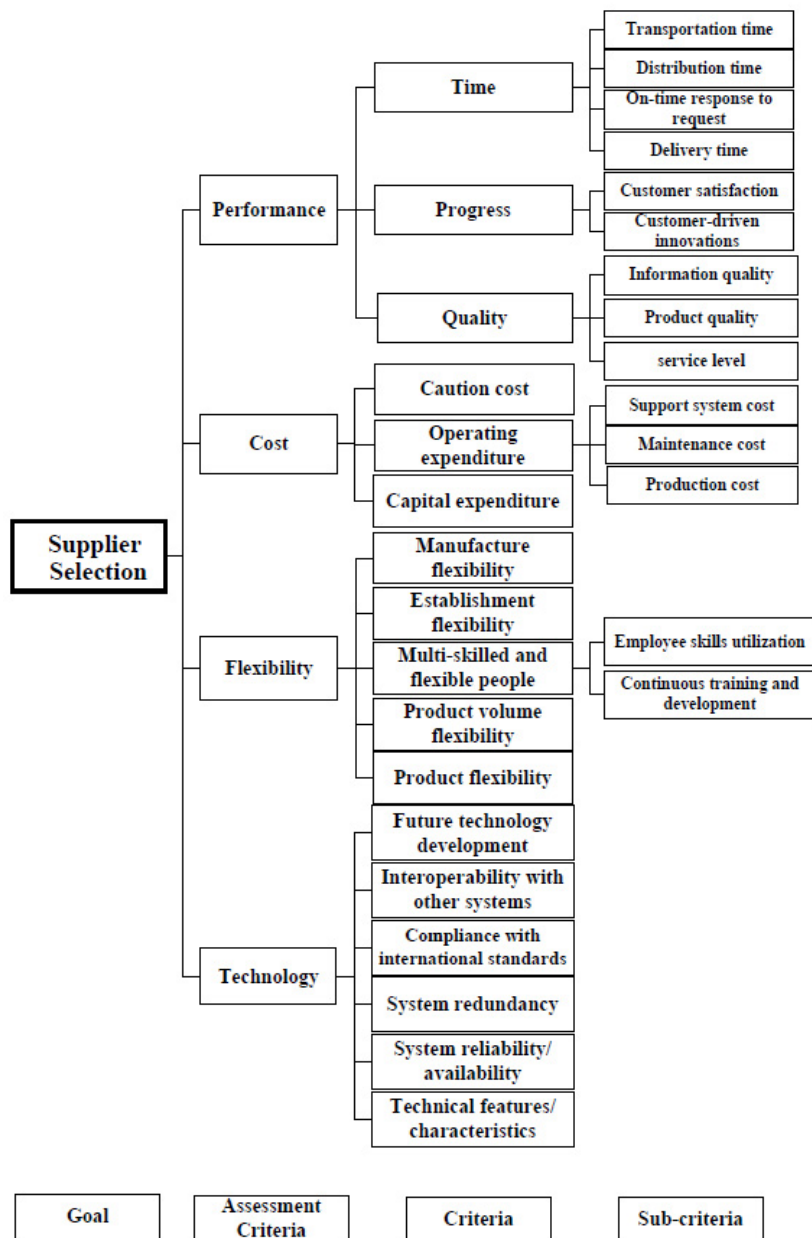 Transportation time
Distribution time
On-time response to
request
Delivery time
Time
Customer satisfaction
Customer-driven
innovations
Progress
Performance
Information quality
Product quality
service level
Quality
Caution cost
Support system cost
Maintenance cost
Production cost
Operating
expenditure
Cost
Capital expenditure
Supplier
Selection
Manufacture
flexibility
Establishment
flexibility
Employee skills utilization
Continuous training and
development
Multi-skilled and
flexible people
Flexibility
Product volume
flexibility
Product flexibility
Future technology
development
Interoperability with
other systems
Compliance with
international standards
Technology
System redundancy
System reliability/
availability
Technical features/
characteristics
Goal
Assessment
Criteria
Criteria
Sub-criteria